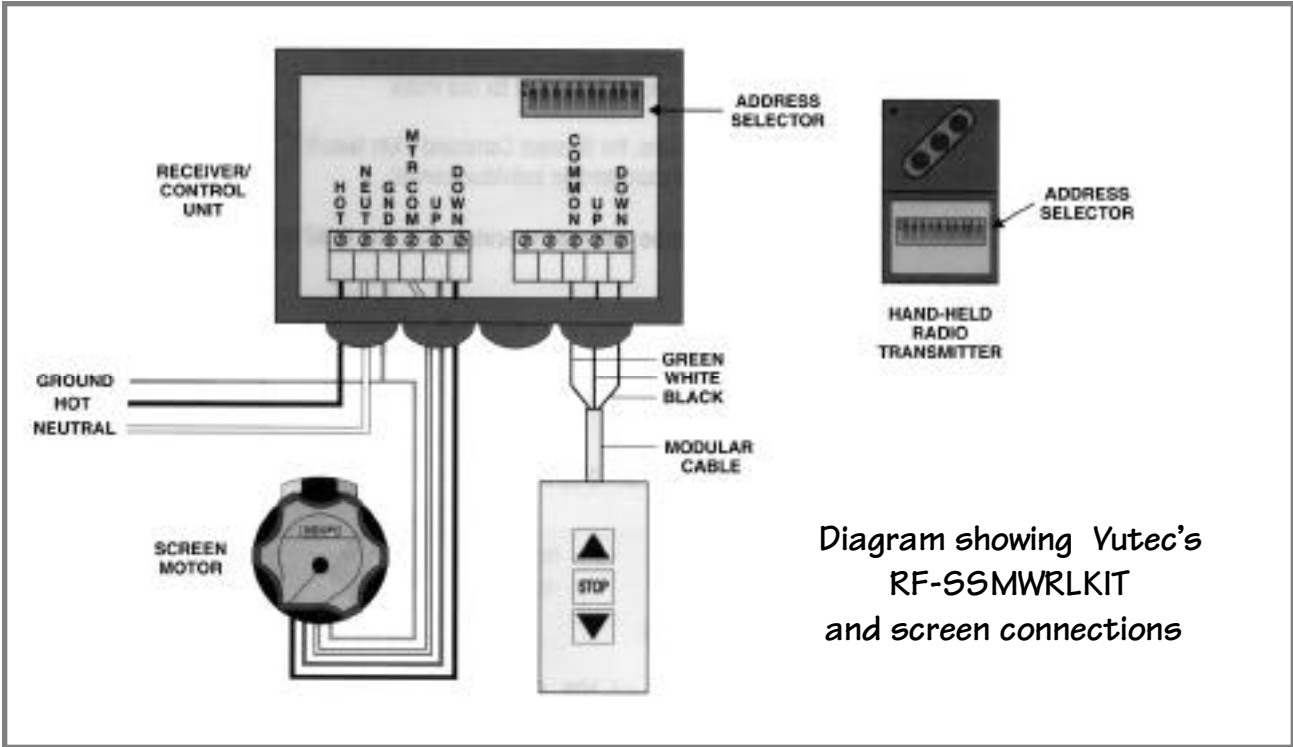 ADDRESS
SELECTOR
RECEIVER/
CONTROL
UNIT
HOT
NEUT
GND
MTR COM
UP
DOWN
COMMON
UP
DOWN
ADDRESS
SELECTOR
HAND-HELD
RADIO
TRANSMITTER
GROUND
HOT
NEUTRAL
GREEN
WHITE
BLACK
MODULAR
CABLE
SCREEN
MOTOR
STOP
Diagram showing Vutec's
RF-SSMWRLKIT
and screen connections